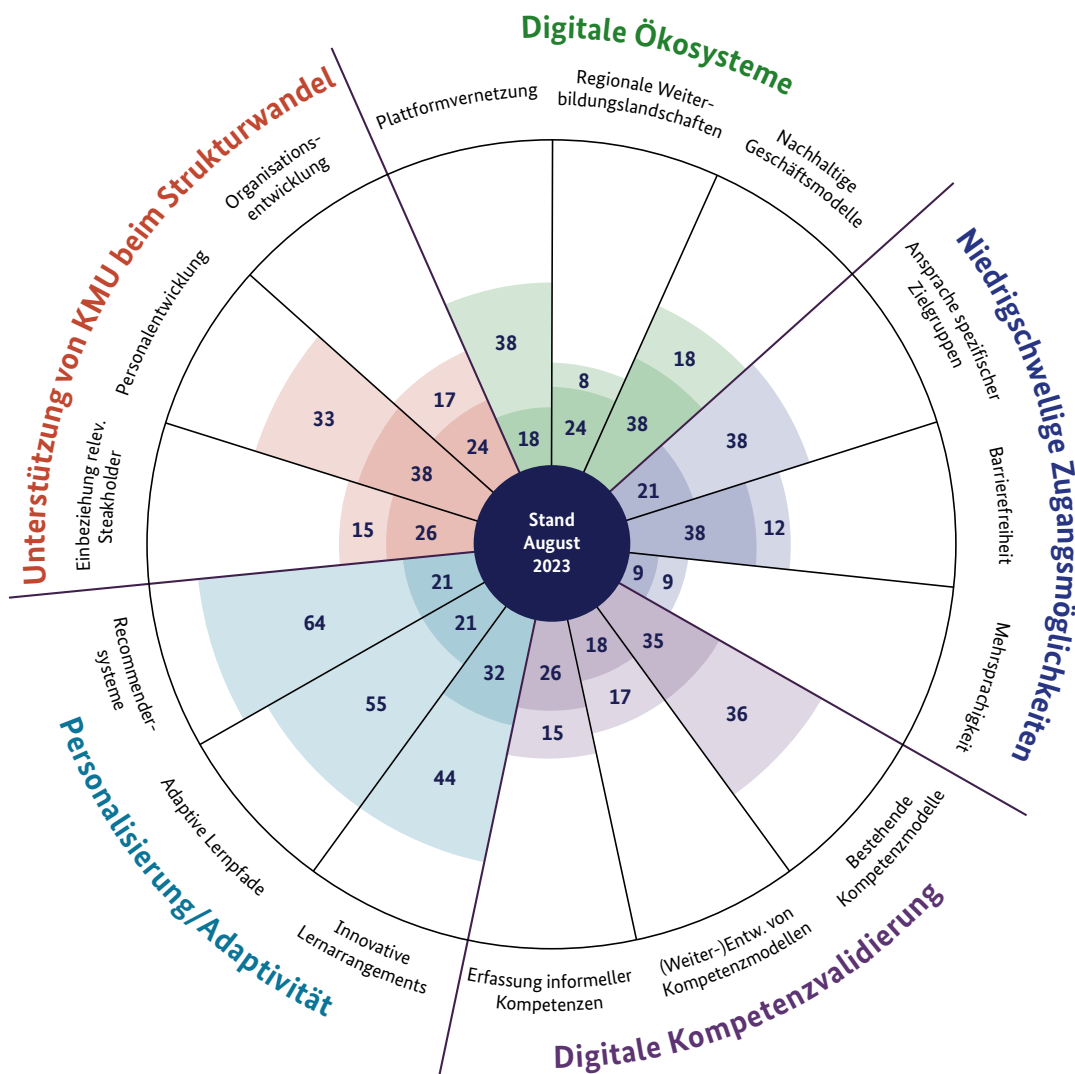 Digitale Ökosysteme
Plattformvernetzung
38
18
Regionale Weiter-
bildungslandschaften
8
24
Nachhaltige
Geschäftsmodelle
18
38
Niedrigschwellige Zugangsmöglichkeiten
Ansprache spezifischer
Zielgruppen
38
21
Barrierefreiheit
38
12
Mehrsprachigkeit
9
9
Digitale Kompetenzvalidierung
Bestehende
Kompetenzmodelle
35
36
(Weiter-)Entw. von
Kompetenzmodellen
18
17
Erfassung informeller
Kompetenzen
26
15
Personalisierung/Adaptivität
Innovative
Lernarrangements
32
44
Adaptive Lernpfade
21
55
Recommender-
systeme
21
64
Unterstützung von KMU beim Strukturwandel
Einbeziehung relev.
Steakholder
15
26
Personalentwicklung
33
38
Organisations-
entwicklung
17
24
Stand
August
2023